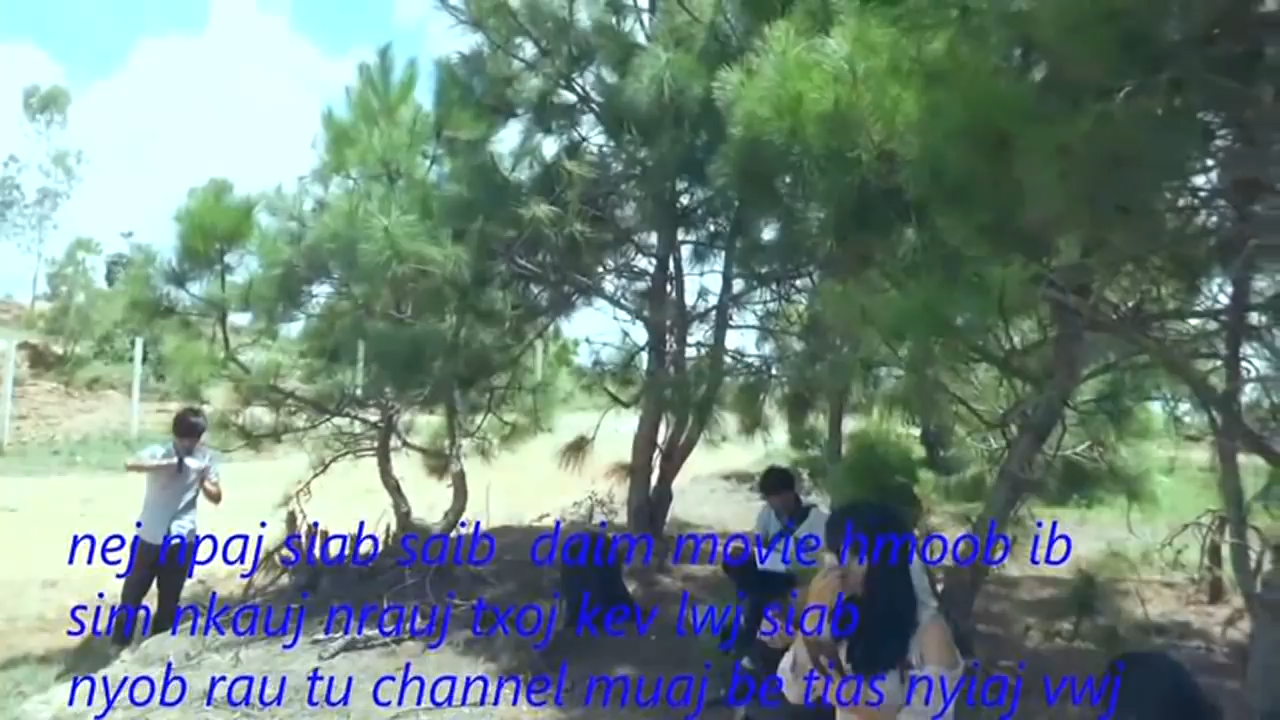 nej npaj siab saib daim movie hmoob ib
sim nkauj nrauj txoj kev lwj siab
nyob rau tu channel muaj be tias nyiaj vwj